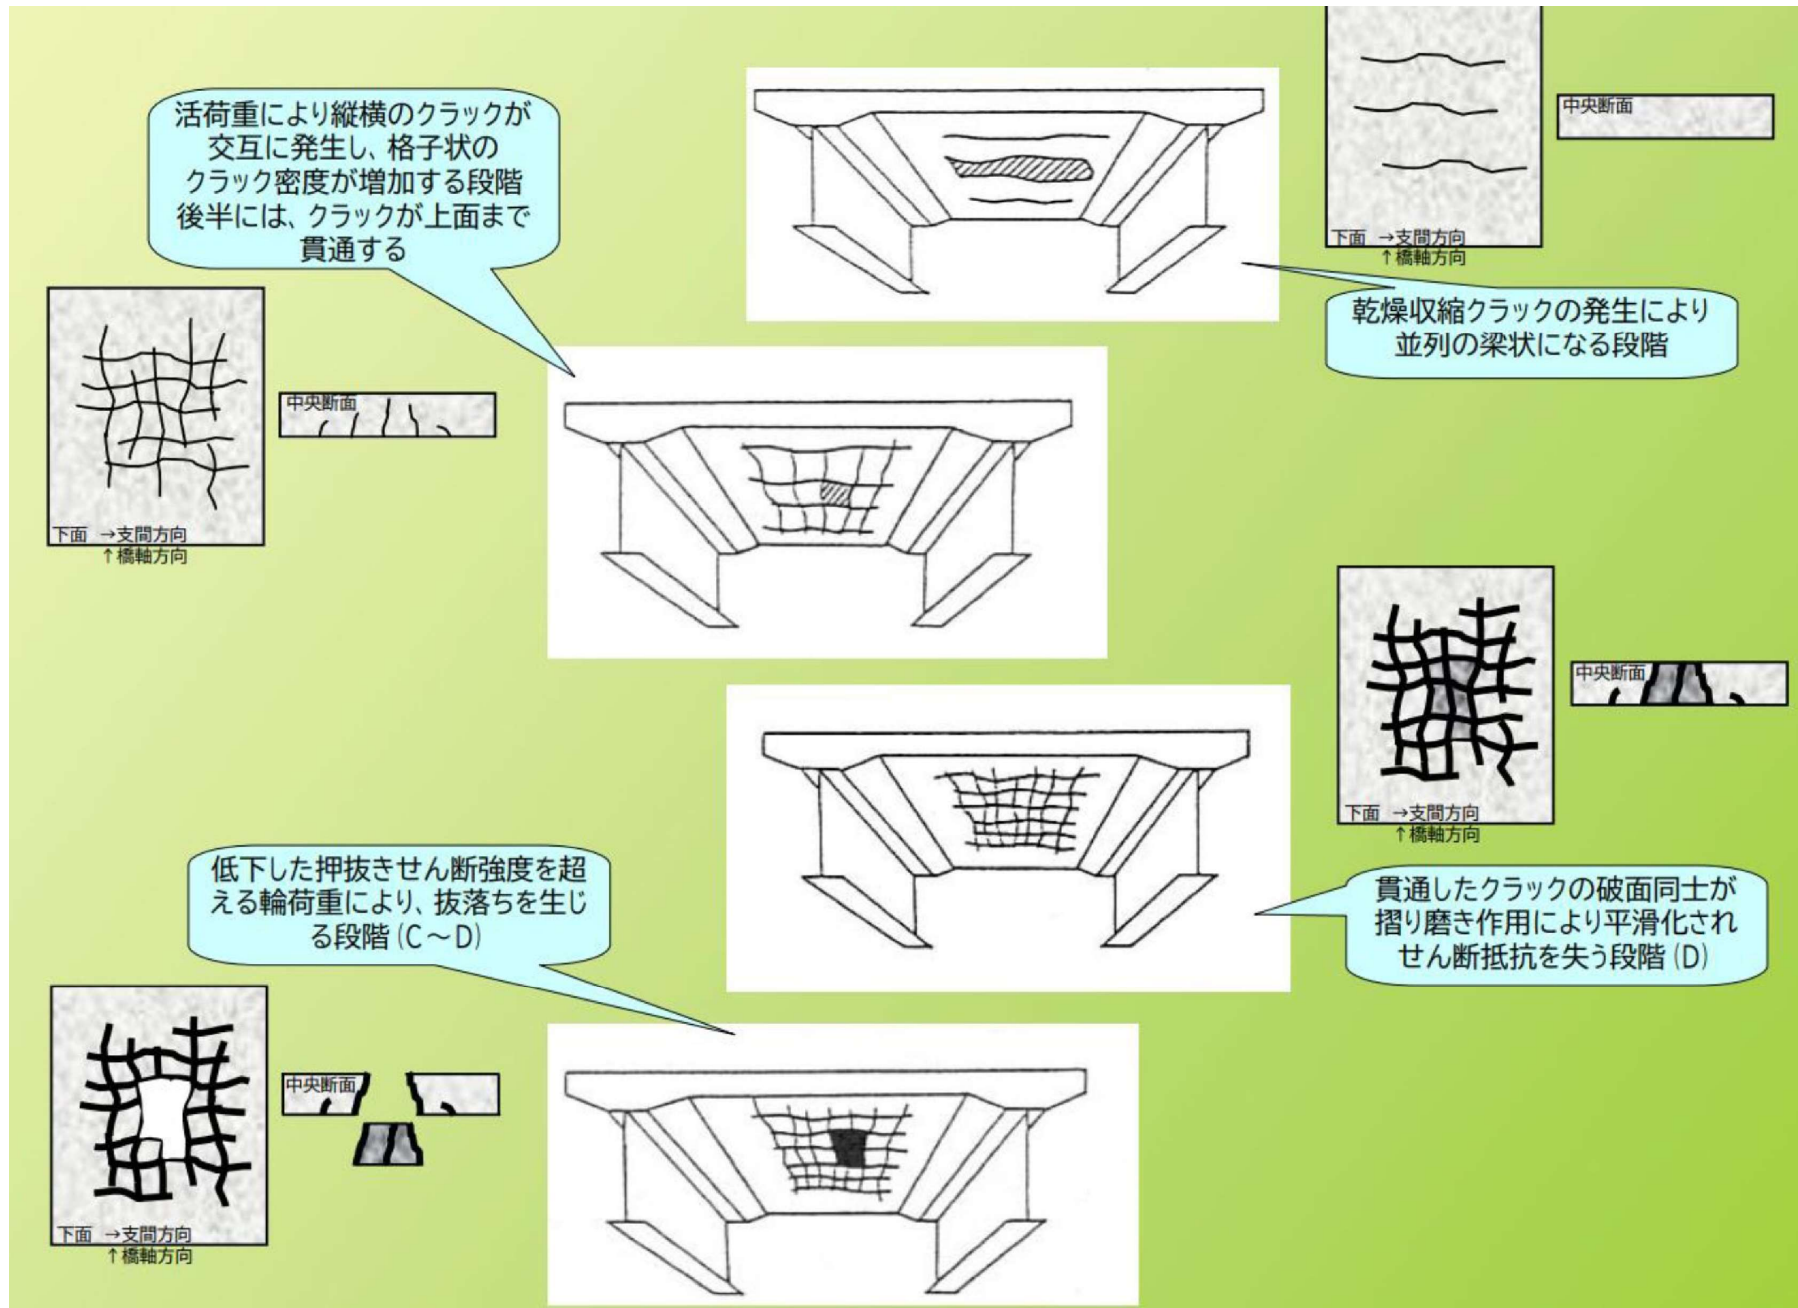 中央断面
下面 →支間方向
↑橋軸方向
乾燥収縮クラックの発生により
並列の梁状になる段階
活荷重により縦横のクラックが
交互に発生し、格子状の
クラック密度が増加する段階
後半には、クラックが上面まで
貫通する
中央断面
下面 →支間方向
↑橋軸方向
中央断面
下面 →支間方向
↑橋軸方向
貫通したクラックの破面同士が
摺り磨き作用により平滑化され
せん断抵抗を失う段階(D)
低下した押抜きせん断強度を超
える輪荷重により、抜落ちを生じ
る段階(C～D)
中央断面
下面 →支間方向
↑橋軸方向